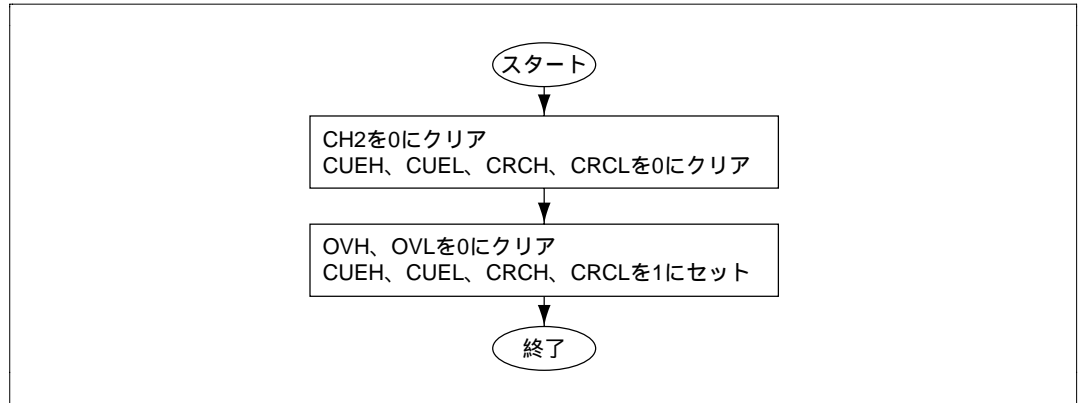 スタート
CH2を0にクリア
CUEH、CUEL、CRCH、CRCLを0にクリア
OVH、OVLを0にクリア
CUEH、CUEL、CRCH、CRCLを1にセット
終了